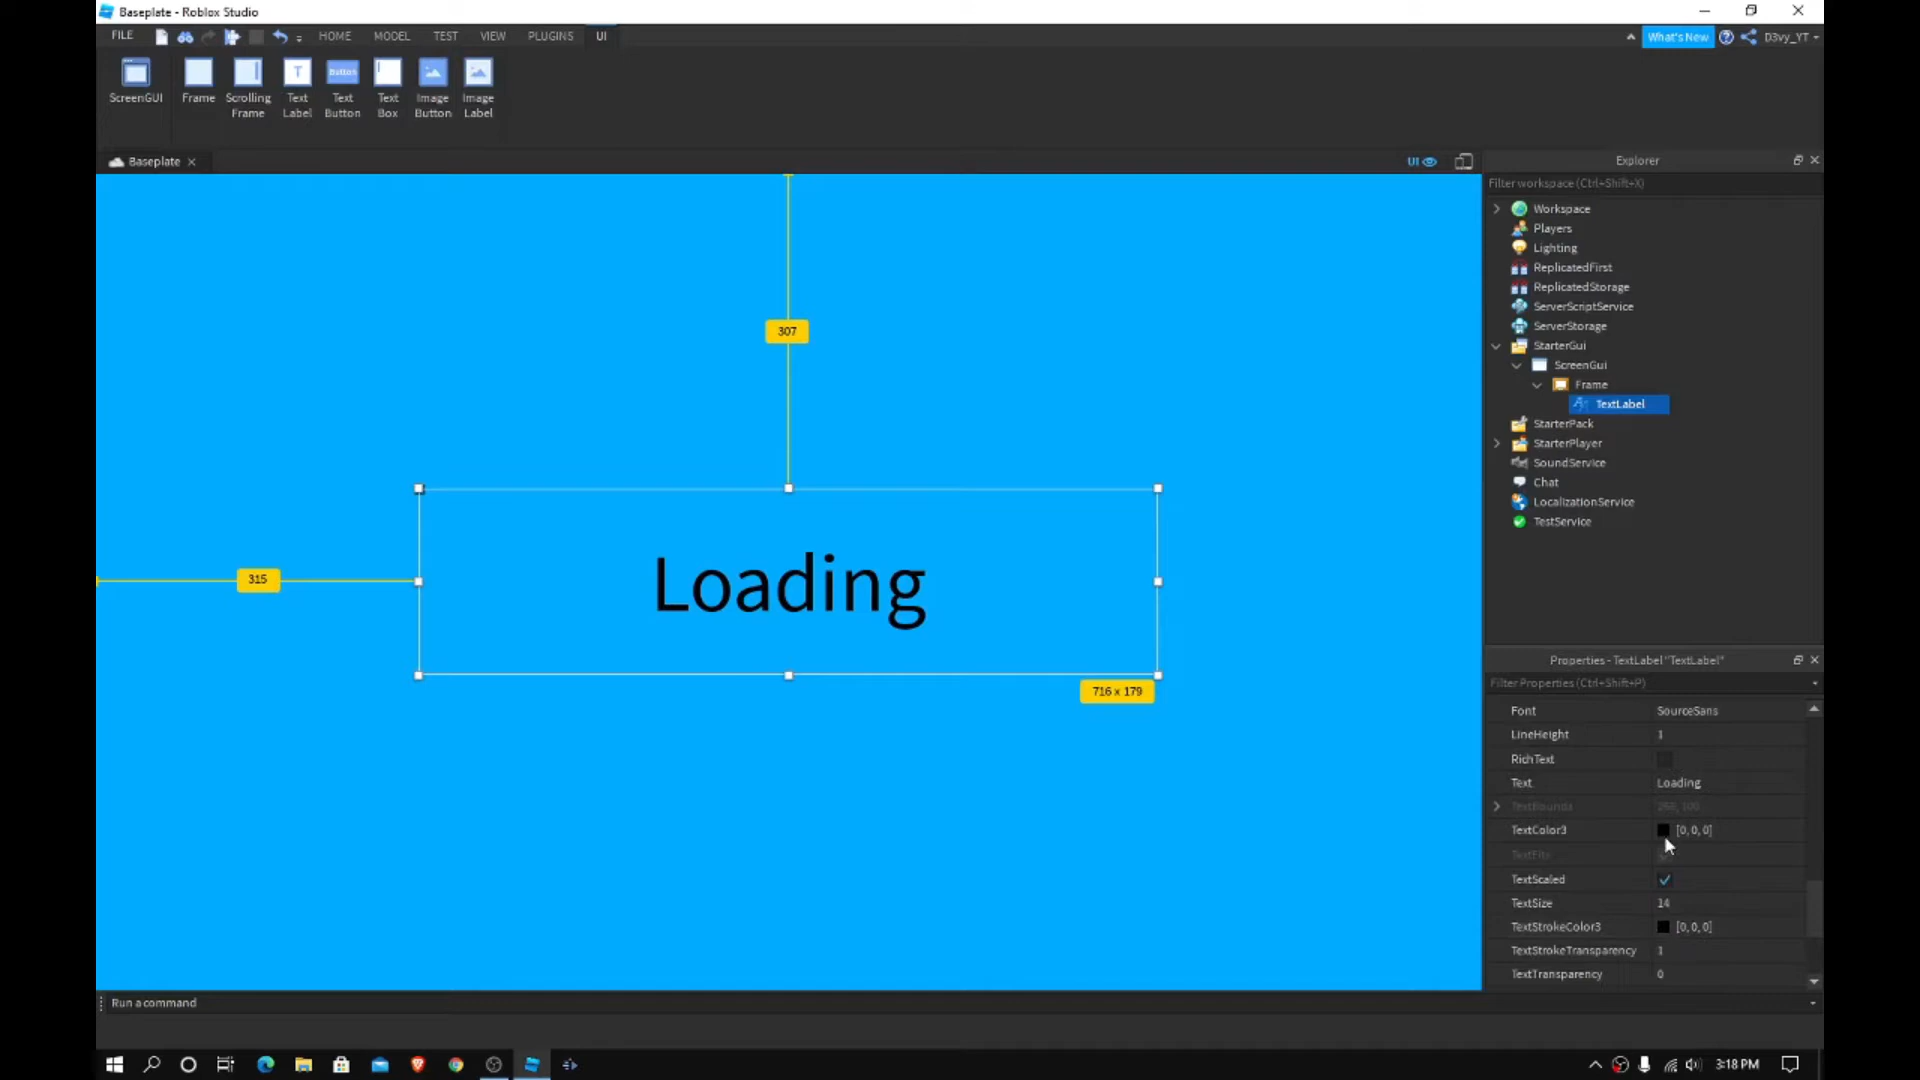 Baseplate - Roblox Studio
FILE
HOME
MODEL
TEST
VIEW
PLUGINS
UI
What's New
D3vy_YT
ScreenGUI
Frame
Scrolling
Frame
Text
Label
Button
Text
Button
Text
Box
Image
Button
Image
Label
Baseplate
UI
Explorer
Filter workspace (Ctrl+Shift+X)
Workspace
Players
Lighting
ReplicatedFirst
ReplicatedStorage
ServerScriptService
ServerStorage
StarterGui
ScreenGui
Frame
TextLabel
StarterPack
StarterPlayer
SoundService
Chat
LocalizationService
TestService
307
315
Loading
716 x 179
Properties - TextLabel "TextLabel"
Filter Properties (Ctrl+Shift+P)
Font SourceSans
LineHeight 1
RichText
Text Loading
TextBounds
TextColor3 [0, 0, 0]
TextFits
TextScaled
TextSize 14
TextStrokeColor3 [0, 0, 0]
TextStrokeTransparency 1
TextTransparency 0
Run a command
3:18 PM